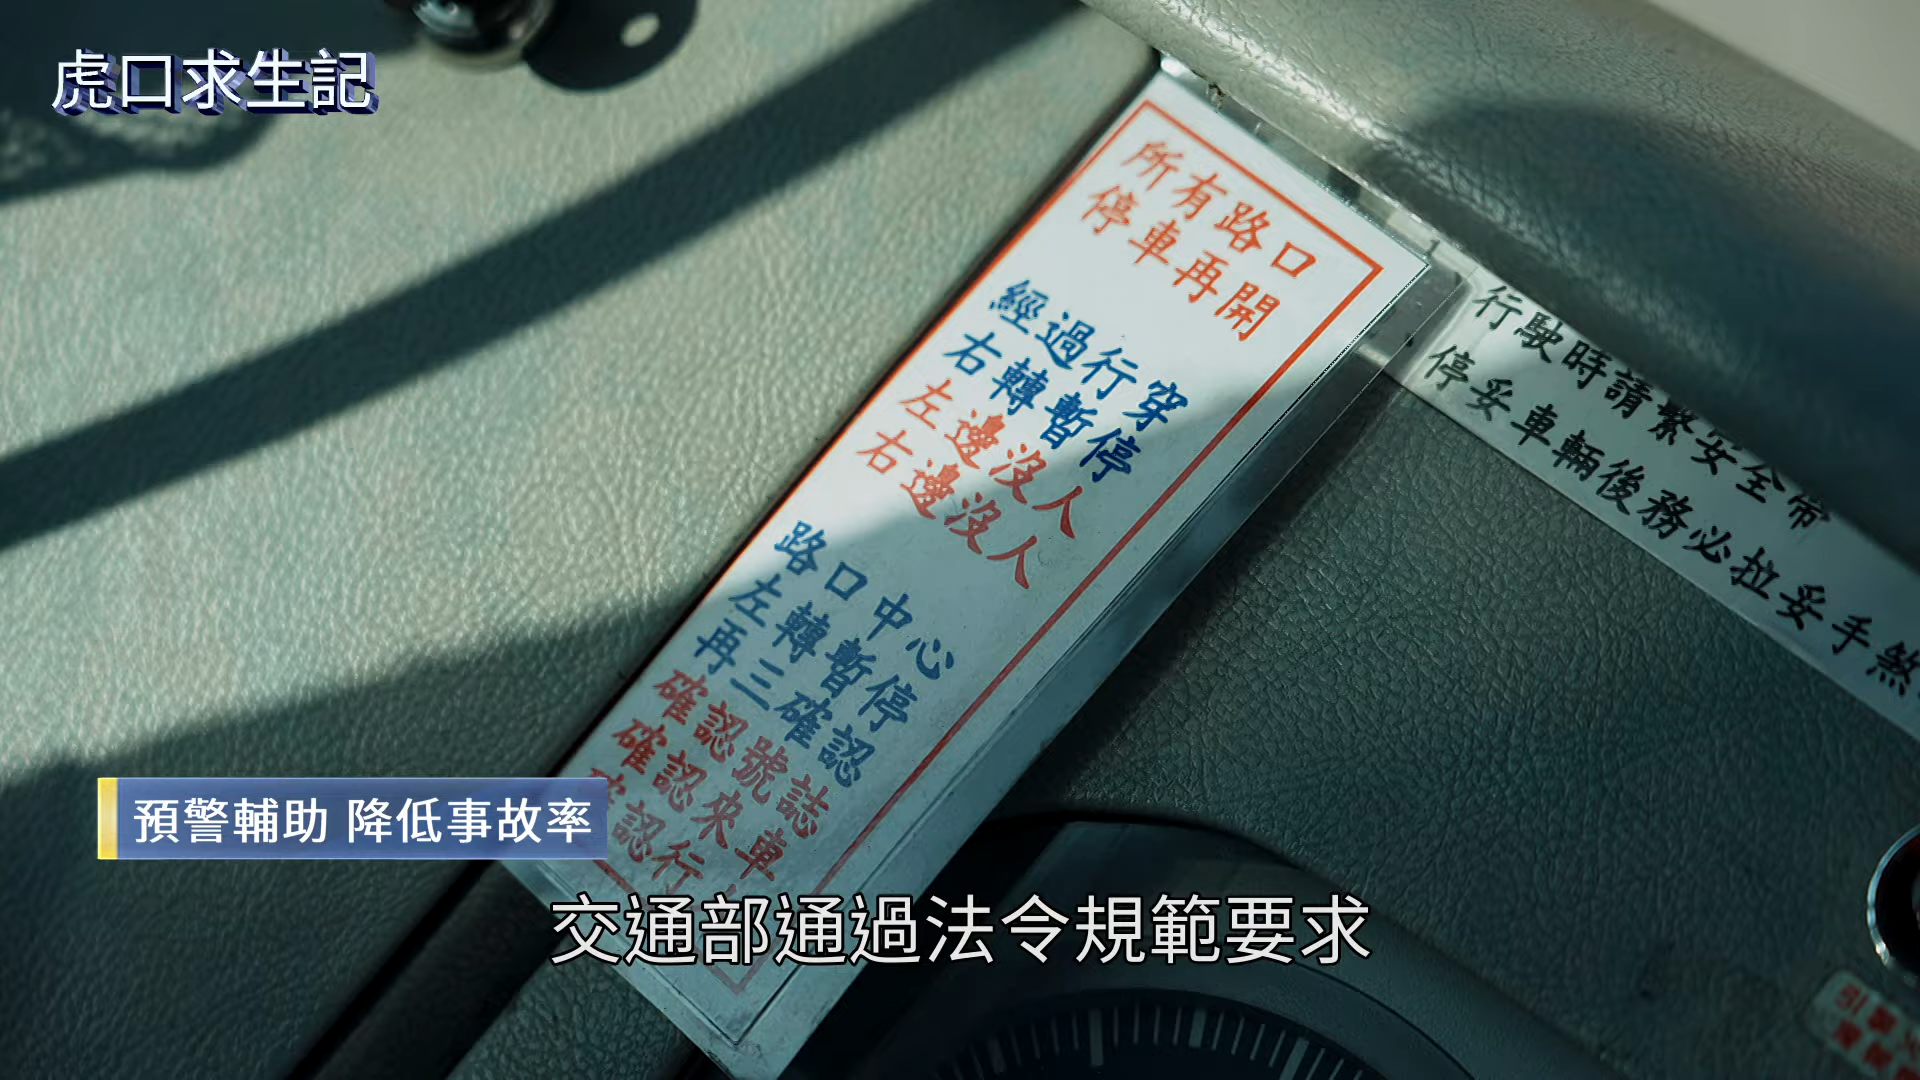 虎口求生記
所有路口
停車再開
經過行穿
右轉暫停
左邊沒人
右邊沒人
路口中心
左轉暫停
再三確認
確認號誌
確認來車
確認行
行駛時請繫安全帶
停妥車輛後務必拉妥手煞
預警輔助 降低事故率
交通部通過法令規範要求